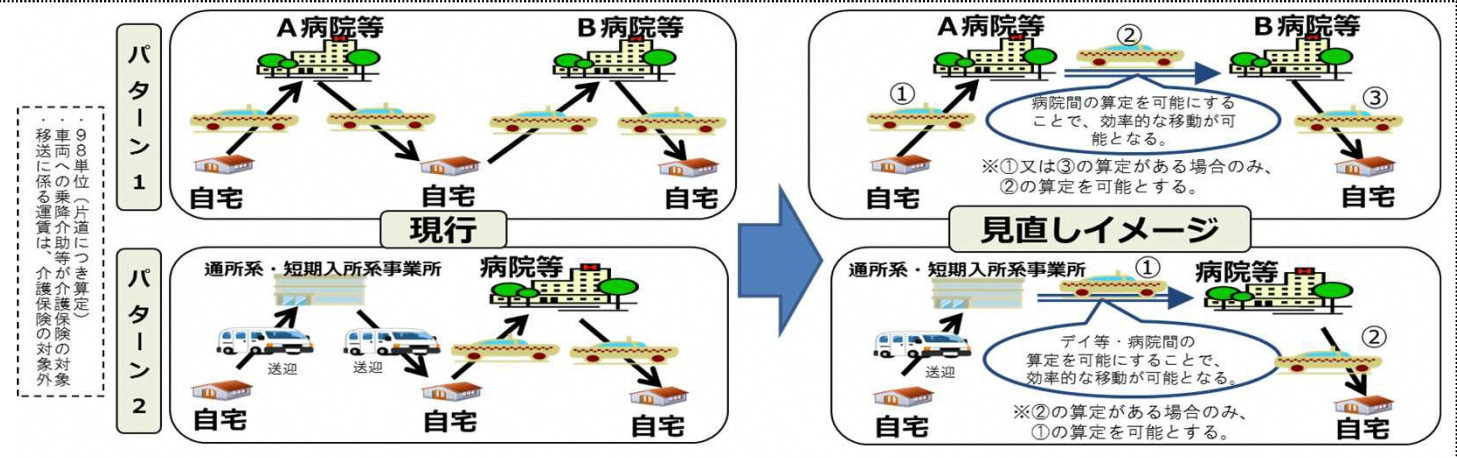 ・98単位（片道につき算定）
・車両への乗降介助等が介護保険の対象
・移送に係る運賃は、介護保険の対象外
パターン1
A病院等
B病院等
自宅
自宅
自宅
現行
パターン2
通所系・短期入所系事業所
病院等
送迎
送迎
自宅
自宅
自宅
A病院等
②
B病院等
①
③
病院間の算定を可能にする
ことで、効率的な移動が可
能となる。
※①又は③の算定がある場合のみ、
②の算定を可能とする。
自宅
自宅
見直しイメージ
通所系・短期入所系事業所
①
病院等
送迎
デイ等・病院間の
算定を可能にすることで、
効率的な移動が可能となる。
②
※②の算定がある場合のみ、
①の算定を可能とする。
自宅
自宅